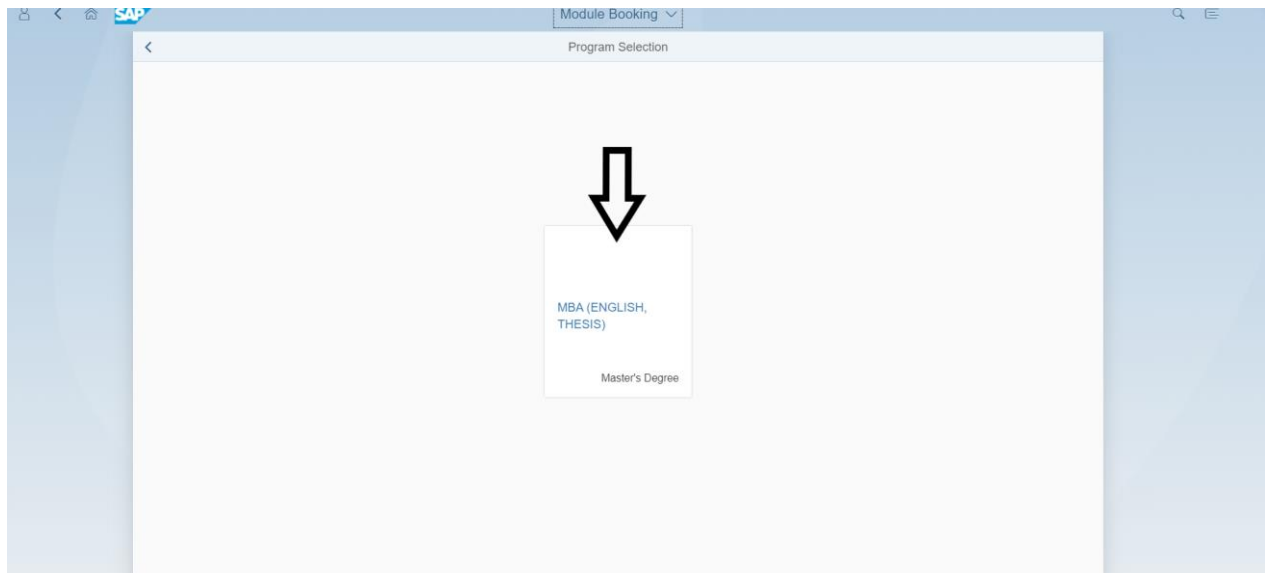 SAP
Module Booking
Program Selection
MBA (ENGLISH,
THESIS)
Master's Degree